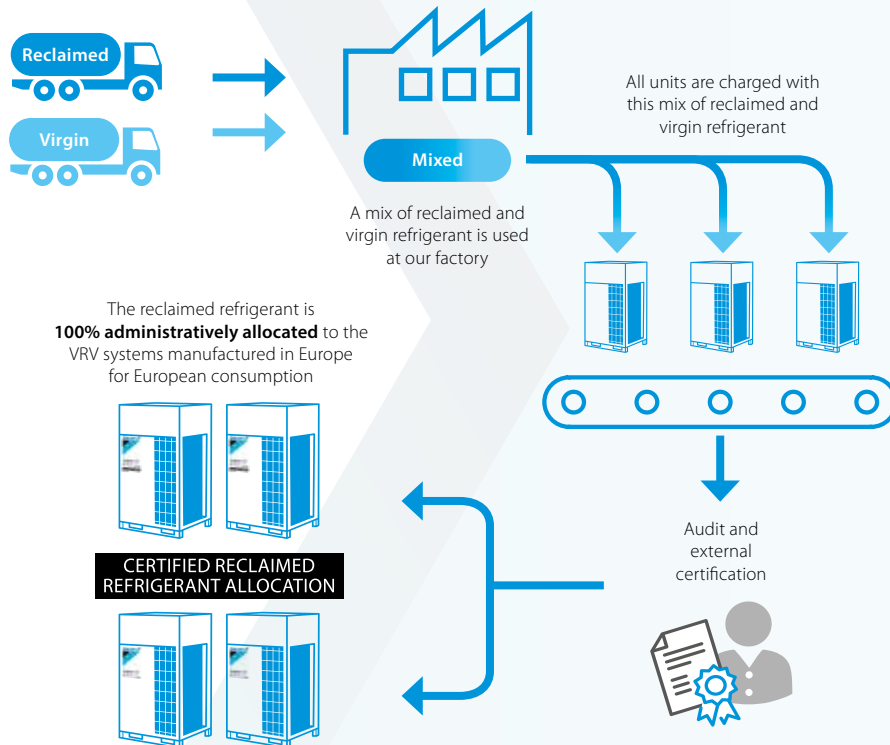 Reclaimed
Virgin
Mixed
A mix of reclaimed and
virgin refrigerant is used
at our factory
All units are charged with
this mix of reclaimed and
virgin refrigerant
Audit and
external
certification
The reclaimed refrigerant is
100% administratively allocated to the
VRV systems manufactured in Europe
for European consumption
CERTIFIED RECLAIMED
REFRIGERANT ALLOCATION